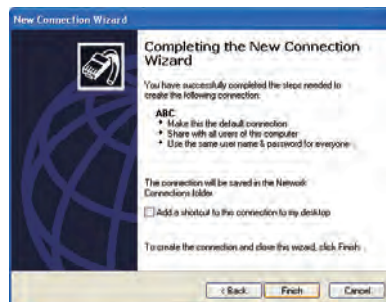 New Connection Wizard
Completing the New Connection
Wizard
You have successfully completed the steps needed to
create the following connection:
ABC
• Make this the default connection
• Share with all users of this computer
• Use the same user name & password for everyone
The connection will be saved in the Network
Connections folder.
Add a shortcut to this connection to my desktop
To create the connection and close this wizard, click Finish.
< Back
Finish
Cancel